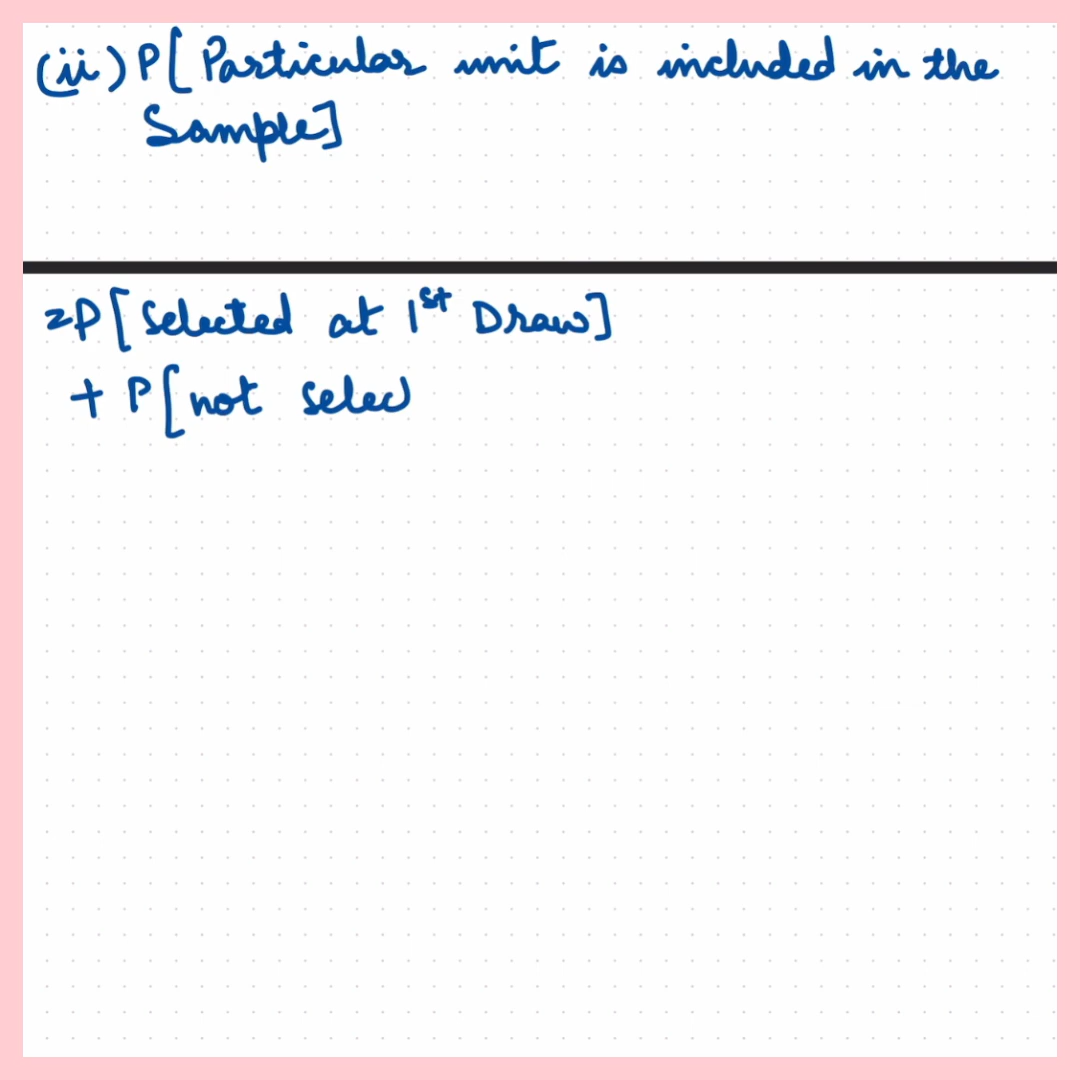 (ii) P[Particular unit is included in the
Sample]
=P[Selected at 1st Draw]
+ P[not selec